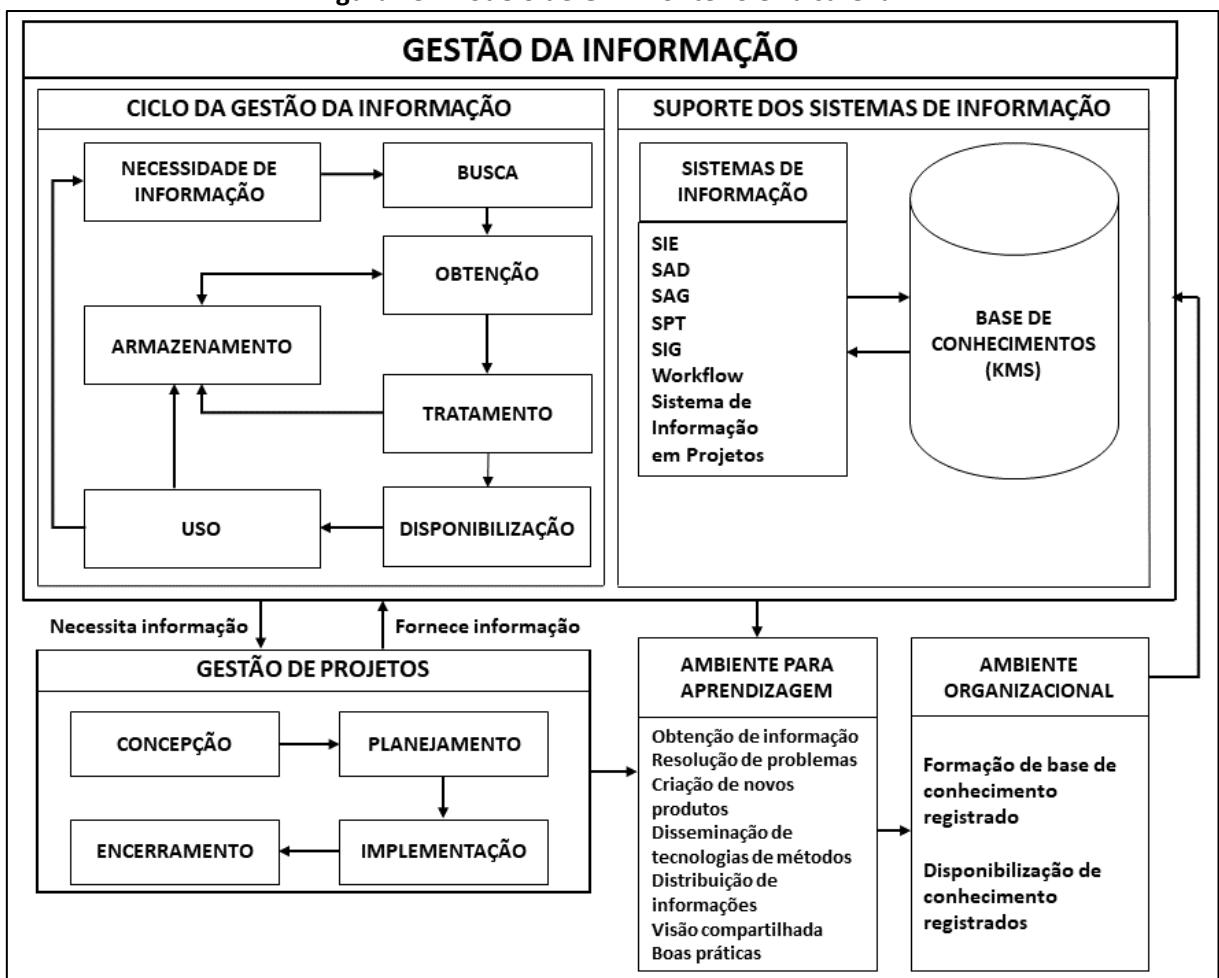 GESTÃO DA INFORMAÇÃO
CICLO DA GESTÃO DA INFORMAÇÃO
NECESSIDADE DE
INFORMAÇÃO
BUSCA
OBTENÇÃO
ARMAZENAMENTO
TRATAMENTO
USO
DISPONIBILIZAÇÃO
SUPORTE DOS SISTEMAS DE INFORMAÇÃO
SISTEMAS DE
INFORMAÇÃO
SIE
SAD
SAG
SPT
SIG
Workflow
Sistema de
Informação
em Projetos
BASE DE
CONHECIMENTOS
(KMS)
Necessita informação
Fornece informação
GESTÃO DE PROJETOS
CONCEPÇÃO
PLANEJAMENTO
ENCERRAMENTO
IMPLEMENTAÇÃO
AMBIENTE PARA
APRENDIZAGEM
Obtenção de informação
Resolução de problemas
Criação de novos
produtos
Disseminação de
tecnologias de métodos
Distribuição de
informações
Visão compartilhada
Boas práticas
AMBIENTE
ORGANIZACIONAL
Formação de base de
conhecimento
registrado
Disponibilização de
conhecimento
registrados